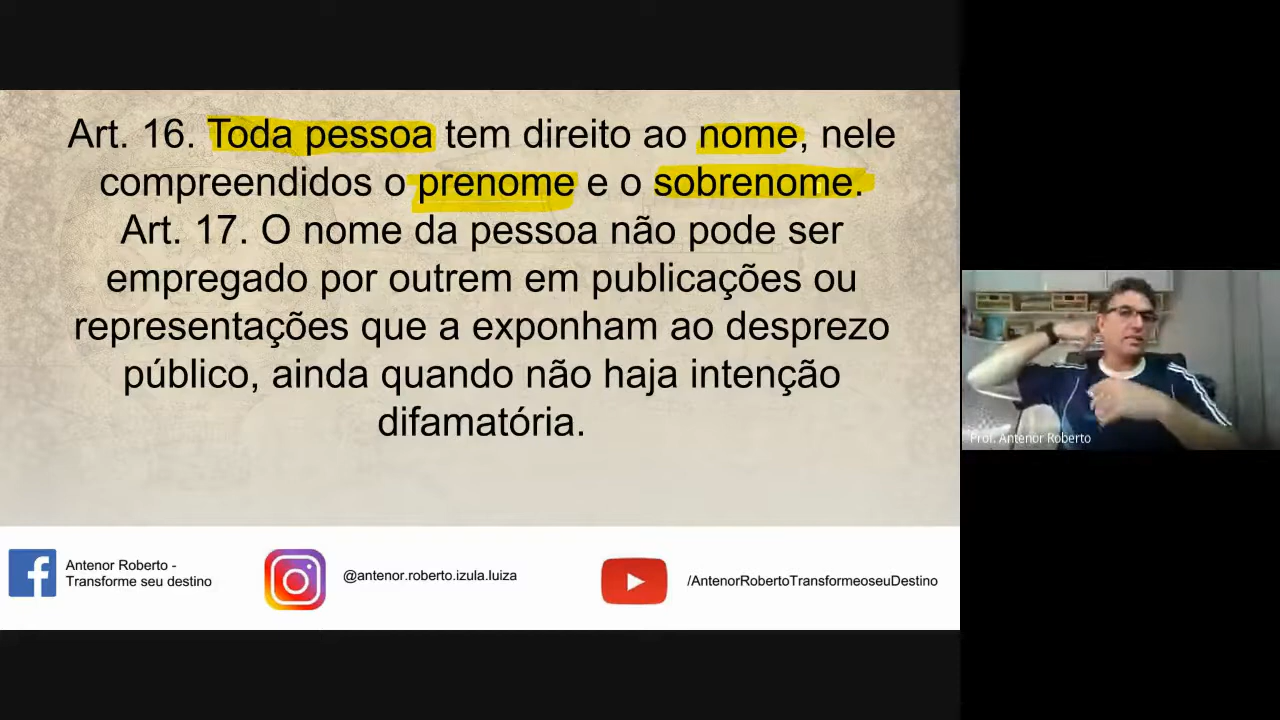 Art. 16. Toda pessoa tem direito ao nome, nele
compreendidos o prenome e o sobrenome.
Art. 17. O nome da pessoa não pode ser
empregado por outrem em publicações ou
representações que a exponham ao desprezo
público, ainda quando não haja intenção
difamatória.
Prof. Antenor Roberto
Antenor Roberto -
Transforme seu destino
@antenor.roberto.izula.luiza
/AntenorRobertoTransformeoseuDestino